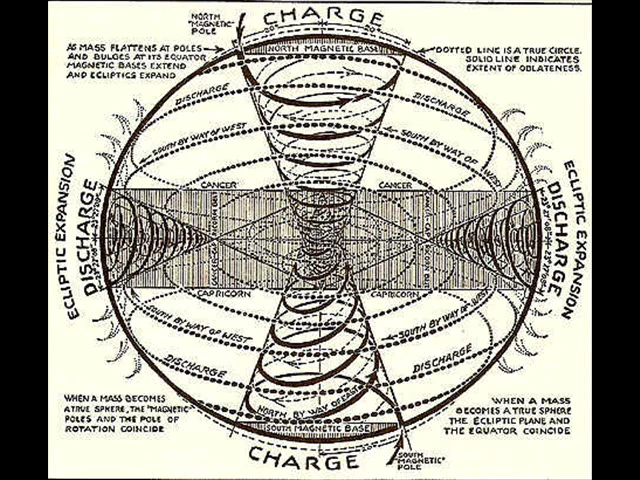 CHARGE
NORTH
"MAGNETIC"
POLE
20°
20°
NORTH MAGNETIC BASE
AS MASS FLATTENS AT POLES
AND BULGES AT ITS EQUATOR
MAGNETIC BASES EXTEND
AND ECLIPTICS EXPAND
DOTTED LINE IS A TRUE CIRCLE.
SOLID LINE INDICATES
EXTENT OF OBLATENESS.
DISCHARGE
DISCHARGE
SOUTH BY WAY OF WEST
SOUTH BY WAY OF WEST
CANCER
CANCER
ECLIPTIC EXPANSION
DISCHARGE
ECLIPTIC EXPANSION
DISCHARGE
CAPRICORN
CAPRICORN
SOUTH BY WAY OF WEST
SOUTH BY WAY OF WEST
DISCHARGE
DISCHARGE
WHEN A MASS BECOMES
A TRUE SPHERE, THE "MAGNETIC"
POLES AND THE POLE OF
ROTATION COINCIDE
WHEN A MASS
BECOMES A TRUE SPHERE
THE ECLIPTIC PLANE AND
THE EQUATOR COINCIDE
NORTH BY WAY OF EAST
SOUTH MAGNETIC BASE
CHARGE
SOUTH
"MAGNETIC"
POLE